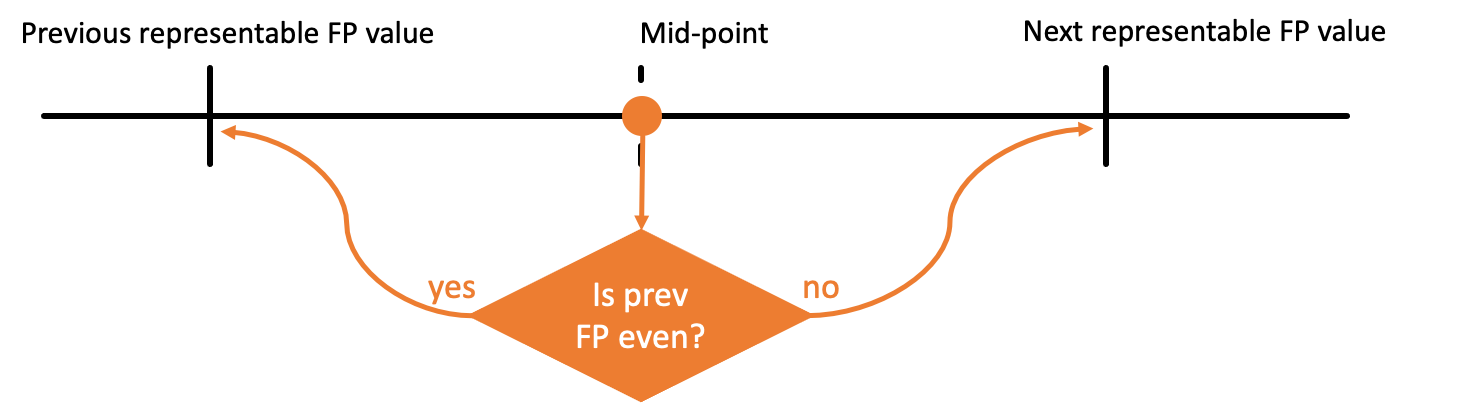 Previous representable FP value
Mid-point
Next representable FP value
yes
Is prev
FP even?
no